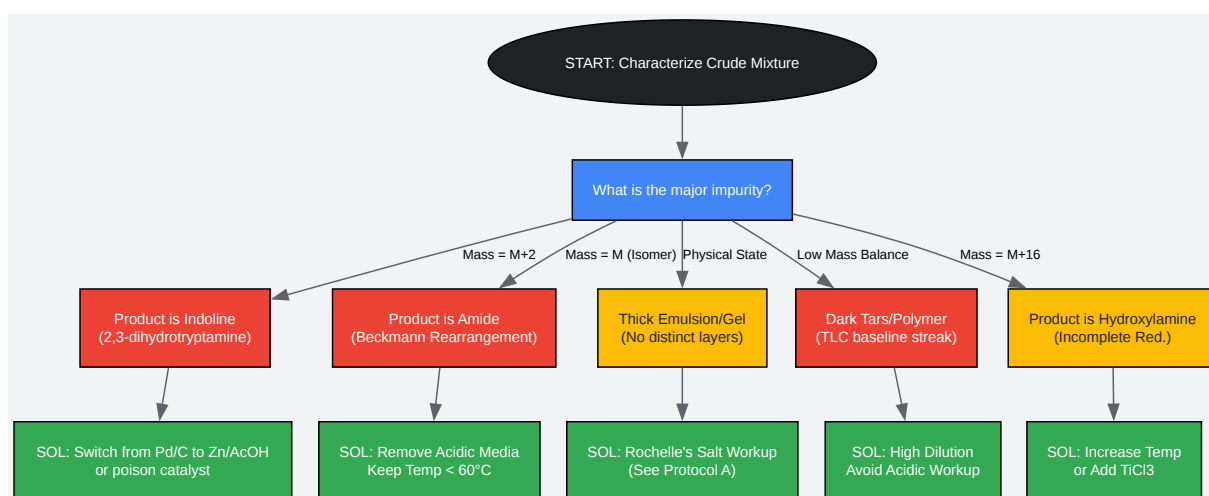 START: Characterize Crude Mixture
What is the major impurity?
Mass = M+2
Mass = M (Isomer)
Physical State
Low Mass Balance
Mass = M+16
Product is Indoline
(2,3-dihydrotryptamine)
Product is Amide
(Beckmann Rearrangement)
Thick Emulsion/Gel
(No distinct layers)
Dark Tars/Polymer
(TLC baseline streak)
Product is Hydroxylamine
(Incomplete Red.)
SOL: Switch from Pd/C to Zn/AcOH
or poison catalyst
SOL: Remove Acidic Media
Keep Temp < 60°C
SOL: Rochelle's Salt Workup
(See Protocol A)
SOL: High Dilution
Avoid Acidic Workup
SOL: Increase Temp
or Add TiCl3